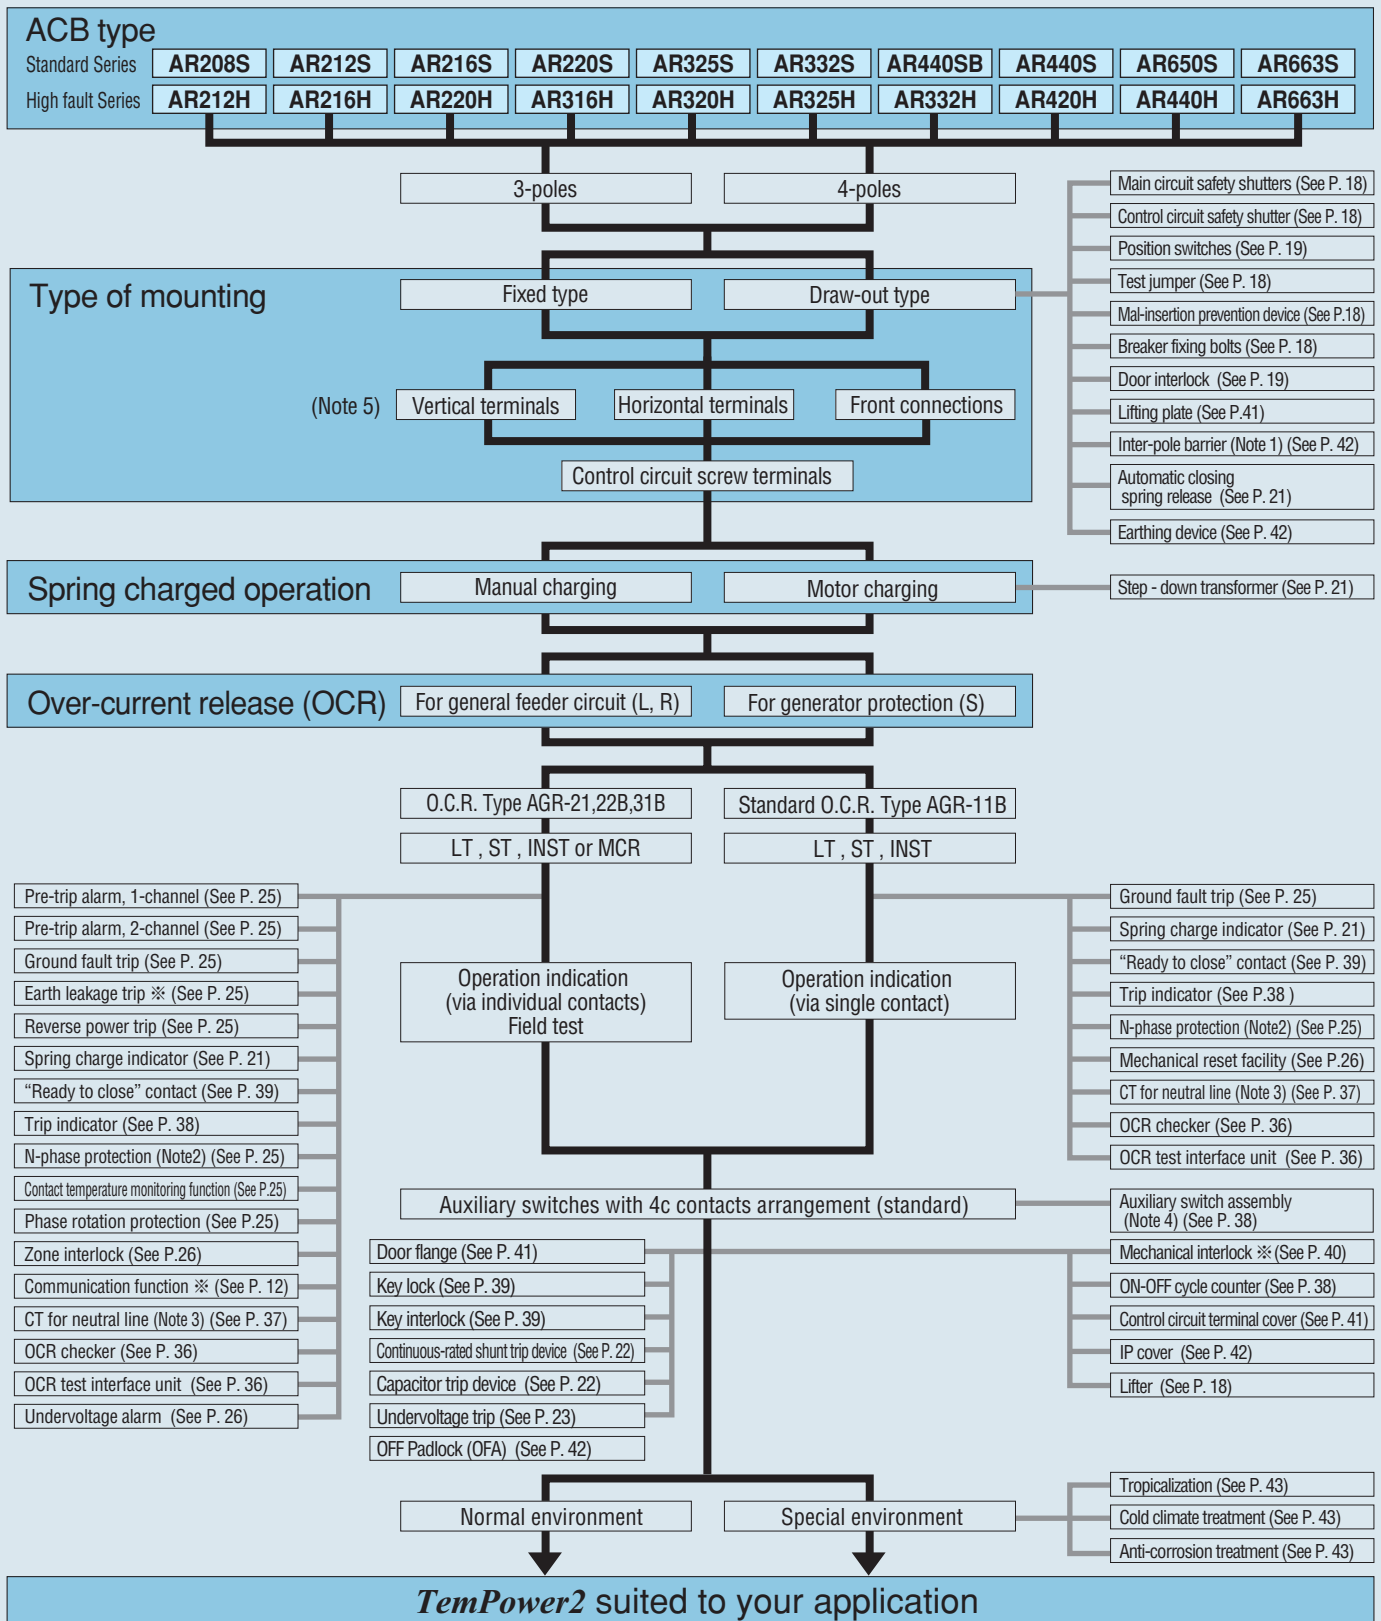 ACB type
Standard Series AR208S AR212S AR216S AR220S AR325S AR332S AR440SB AR440S AR650S AR663S
High fault Series AR212H AR216H AR220H AR316H AR320H AR325H AR332H AR420H AR440H AR663H
3-poles
4-poles
Main circuit safety shutters (See P. 18)
Control circuit safety shutter (See P. 18)
Position switches (See P. 19)
Test jumper (See P. 18)
Mal-insertion prevention device (See P.18)
Breaker fixing bolts (See P. 18)
Door interlock (See P. 19)
Lifting plate (See P.41)
Inter-pole barrier (Note 1) (See P. 42)
Automatic closing
spring release (See P. 21)
Earthing device (See P. 42)
Type of mounting
Fixed type
Draw-out type
(Note 5)
Vertical terminals
Horizontal terminals
Front connections
Control circuit screw terminals
Spring charged operation
Manual charging
Motor charging
Step - down transformer (See P. 21)
Over-current release (OCR)
For general feeder circuit (L, R)
For generator protection (S)
O.C.R. Type AGR-21,22B,31B
Standard O.C.R. Type AGR-11B
LT , ST , INST or MCR
LT , ST , INST
Pre-trip alarm, 1-channel (See P. 25)
Pre-trip alarm, 2-channel (See P. 25)
Ground fault trip (See P. 25)
Earth leakage trip ※ (See P. 25)
Reverse power trip (See P. 25)
Spring charge indicator (See P. 21)
“Ready to close” contact (See P. 39)
Trip indicator (See P. 38)
N-phase protection (Note2) (See P. 25)
Contact temperature monitoring function (See P.25)
Phase rotation protection (See P.25)
Zone interlock (See P.26)
Communication function ※ (See P. 12)
CT for neutral line (Note 3) (See P. 37)
OCR checker (See P. 36)
OCR test interface unit (See P. 36)
Undervoltage alarm (See P. 26)
Operation indication
(via individual contacts)
Field test
Operation indication
(via single contact)
Ground fault trip (See P. 25)
Spring charge indicator (See P. 21)
“Ready to close” contact (See P. 39)
Trip indicator (See P.38 )
N-phase protection (Note2) (See P.25)
Mechanical reset facility (See P.26)
CT for neutral line (Note 3) (See P. 37)
OCR checker (See P. 36)
OCR test interface unit (See P. 36)
Auxiliary switches with 4c contacts arrangement (standard)
Auxiliary switch assembly
(Note 4) (See P. 38)
Door flange (See P. 41)
Key lock (See P. 39)
Key interlock (See P. 39)
Continuous-rated shunt trip device (See P. 22)
Capacitor trip device (See P. 22)
Undervoltage trip (See P. 23)
OFF Padlock (OFA) (See P. 42)
Mechanical interlock ※ (See P. 40)
ON-OFF cycle counter (See P. 38)
Control circuit terminal cover (See P. 41)
IP cover (See P. 42)
Lifter (See P. 18)
Normal environment
Special environment
Tropicalization (See P. 43)
Cold climate treatment (See P. 43)
Anti-corrosion treatment (See P. 43)
TemPower2 suited to your application